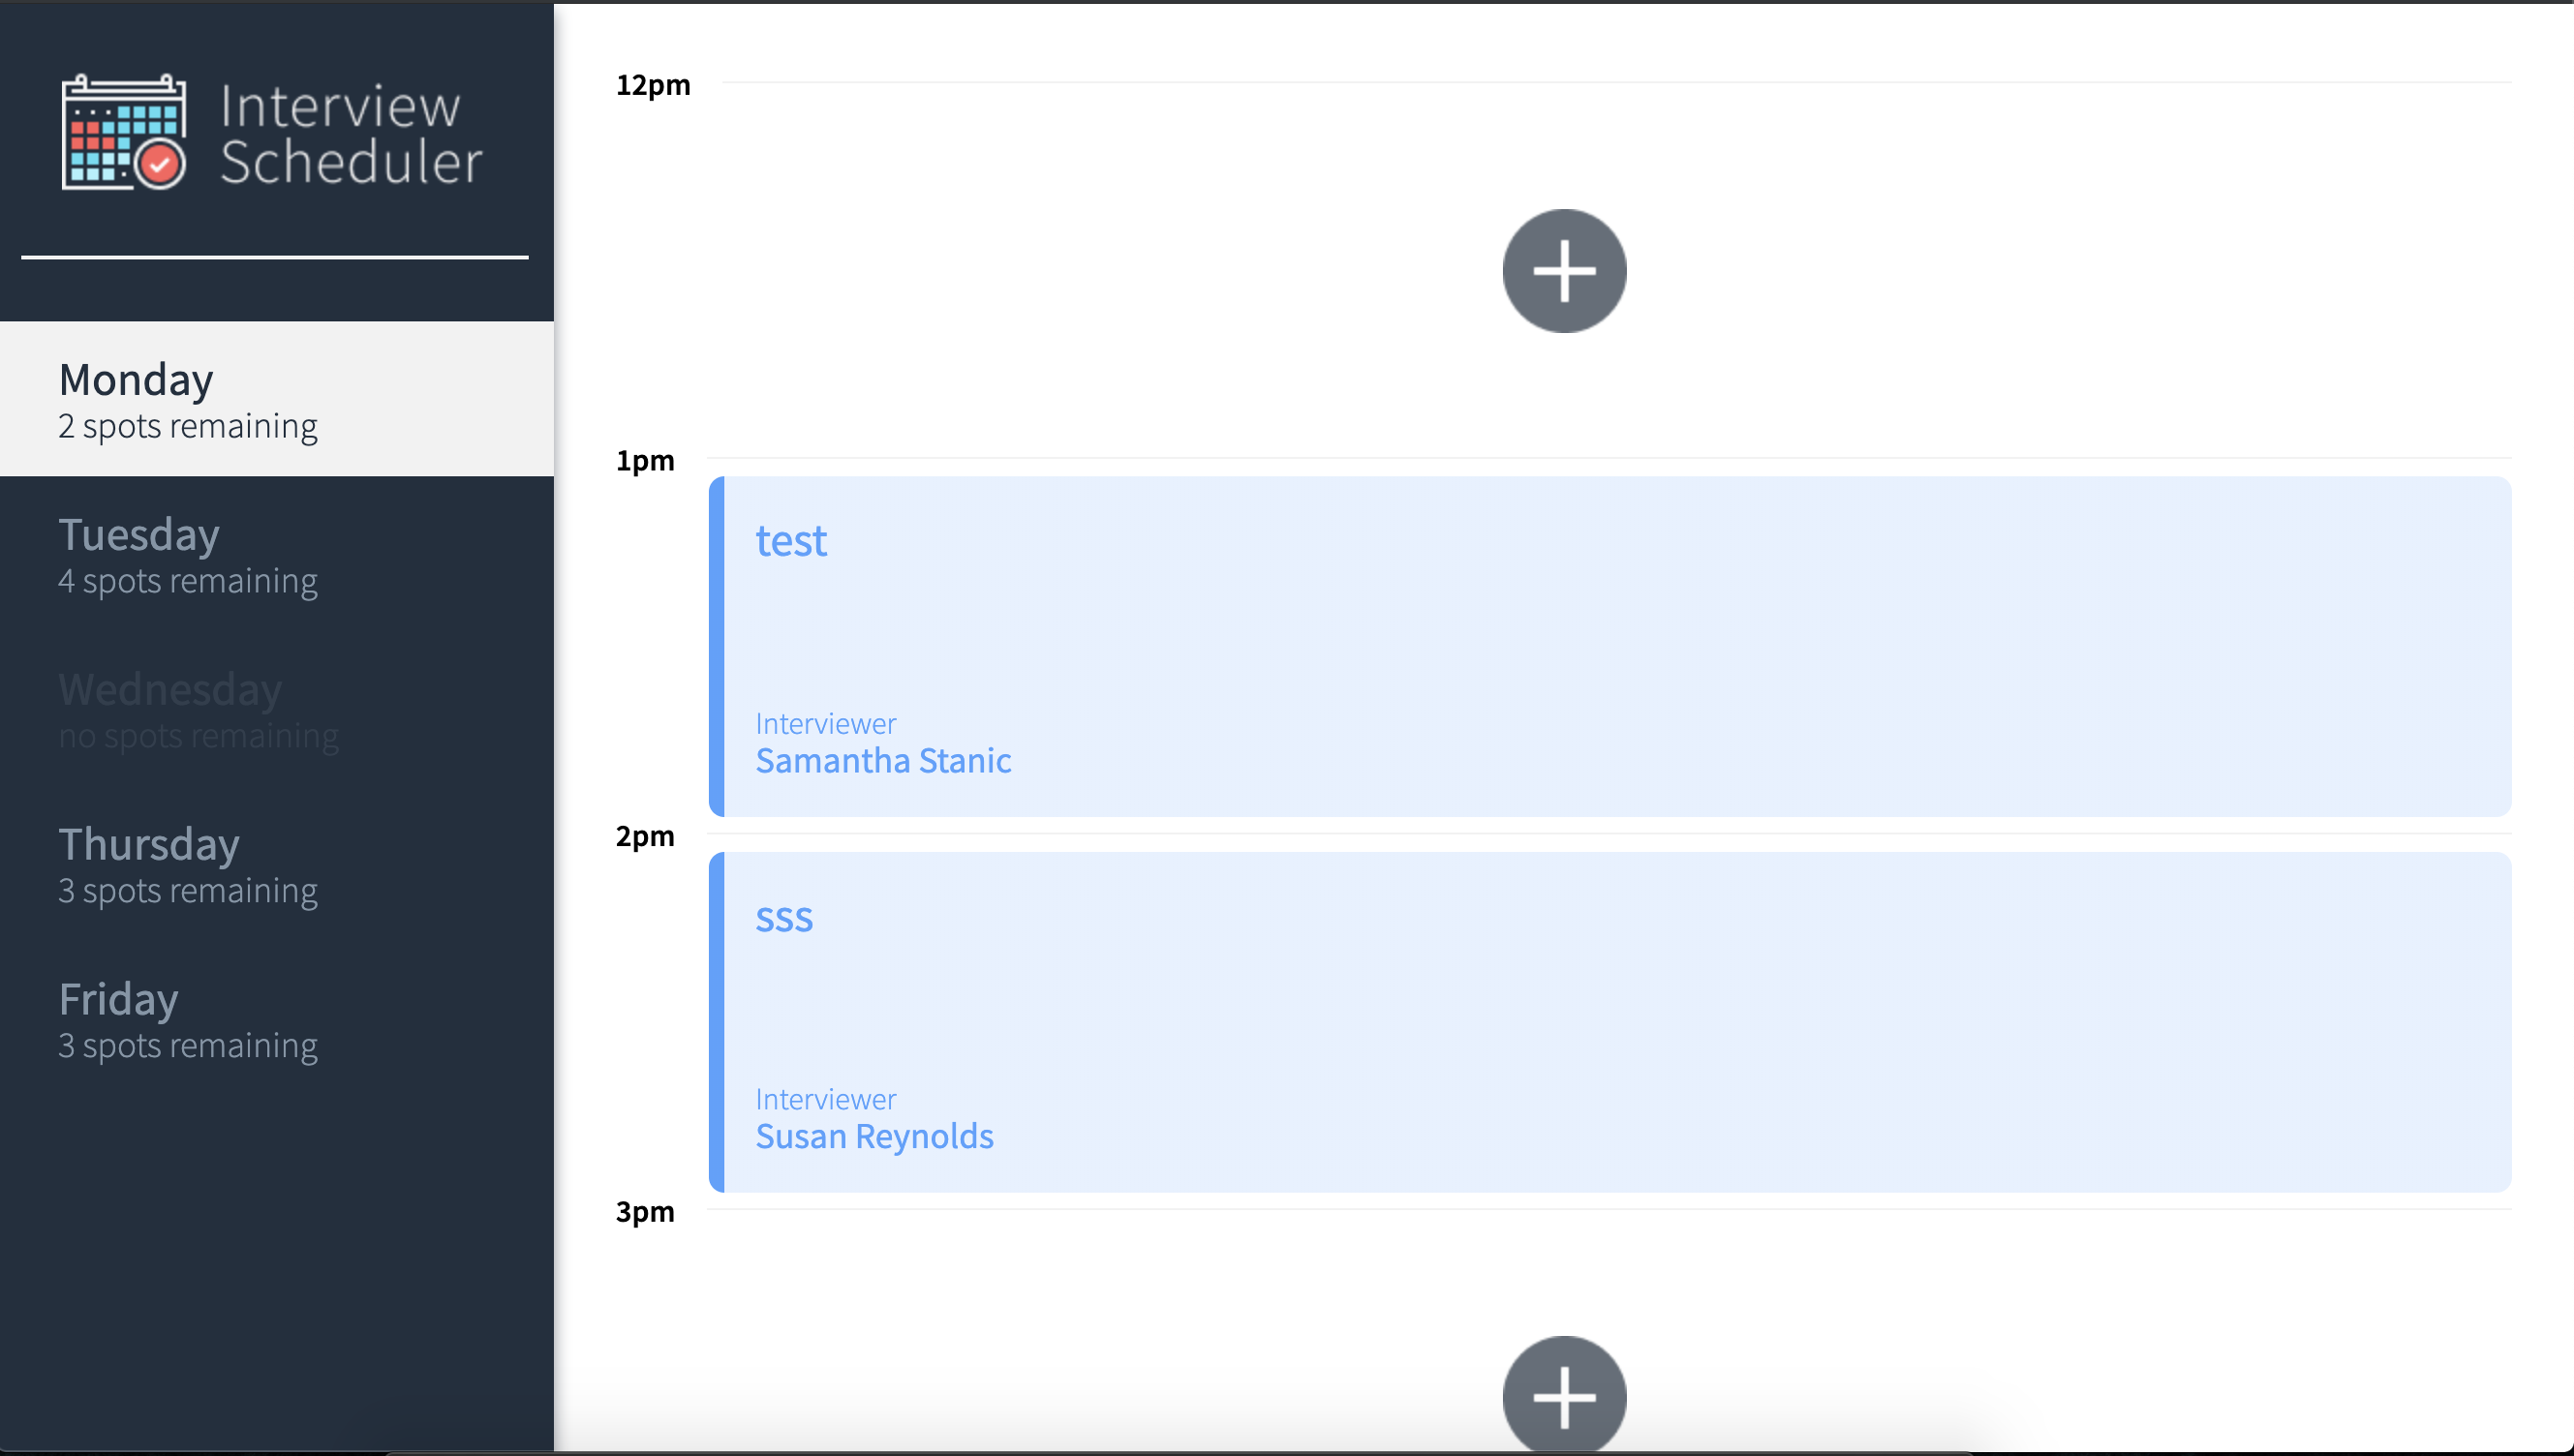 Interview
Scheduler
Monday
2 spots remaining
Tuesday
4 spots remaining
Wednesday
no spots remaining
Thursday
3 spots remaining
Friday
3 spots remaining
12pm
1pm
test
Interviewer
Samantha Stanic
2pm
sss
Interviewer
Susan Reynolds
3pm